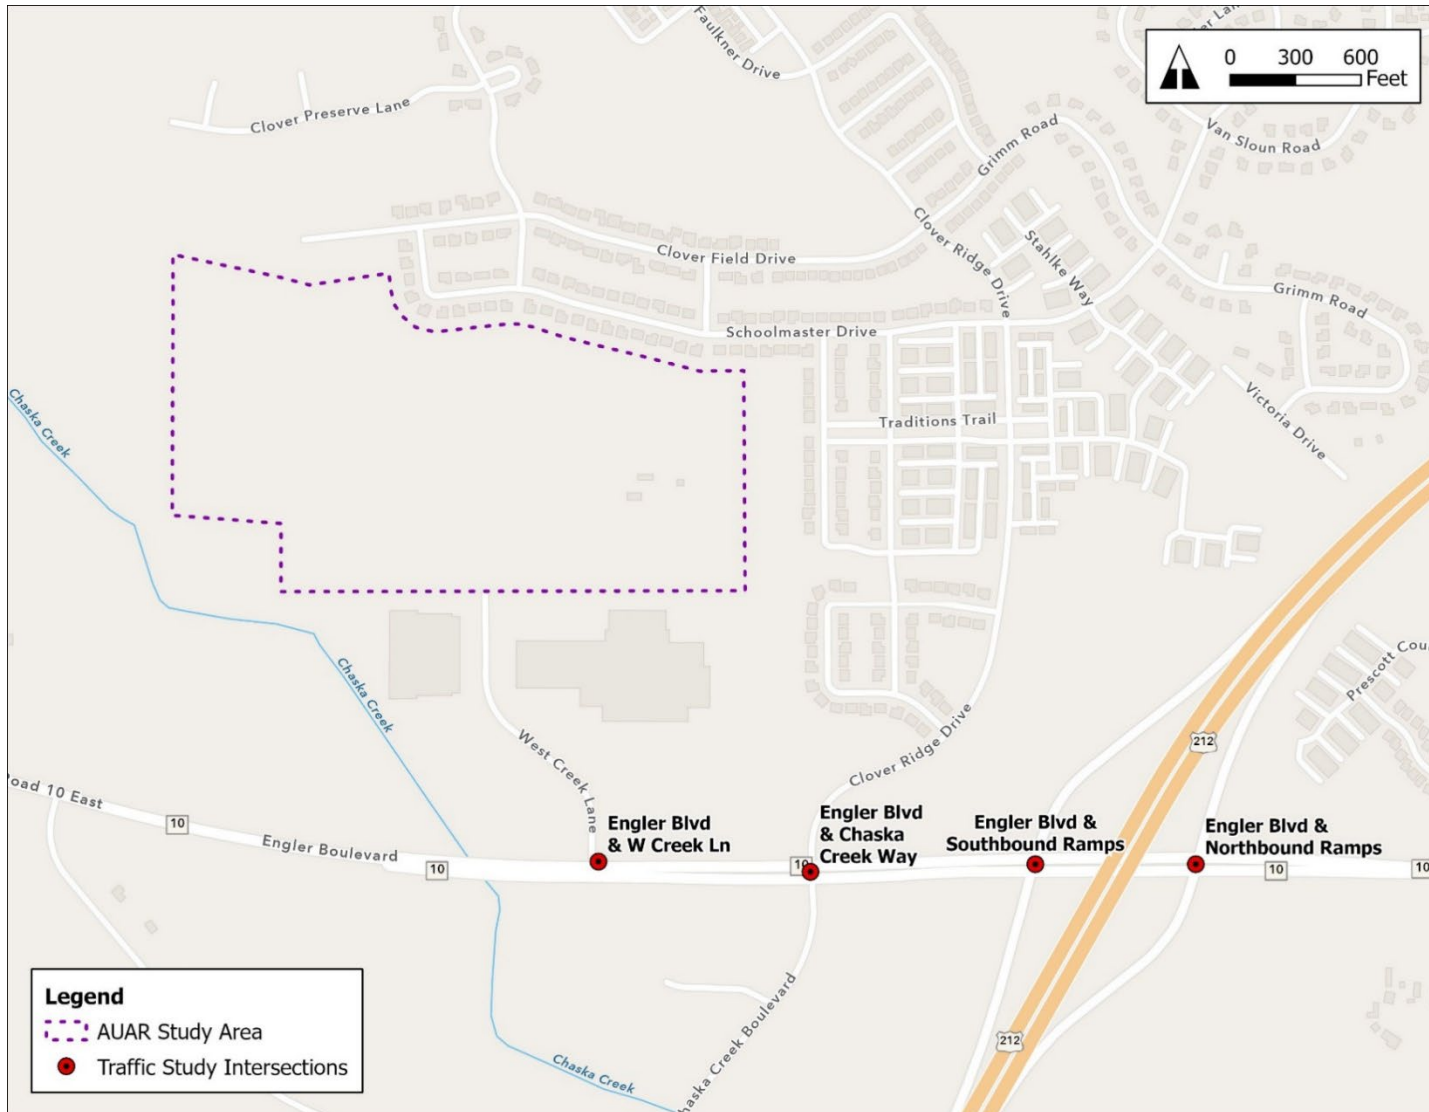 Faulkner Drive
0 300 600
Feet
Clover Preserve Lane
Grimm Road
Van Sloun Road
Clover Field Drive
Clover Ridge Drive
Stahlke Way
Grimm Road
Schoolmaster Drive
Victoria Drive
Traditions Trail
Chaska Creek
Chaska Creek
Prescott
West Creek Lane
Clover Ridge Drive
212
Road 10 East
10
Engler Boulevard
10
Engler Blvd
& W Creek Ln
Engler Blvd
& Chaska
Creek Way
10
Engler Blvd &
Southbound Ramps
Engler Blvd &
Northbound Ramps
10
10
Legend
AUAR Study Area
Traffic Study Intersections
Chaska Creek
Chaska Creek Boulevard
212